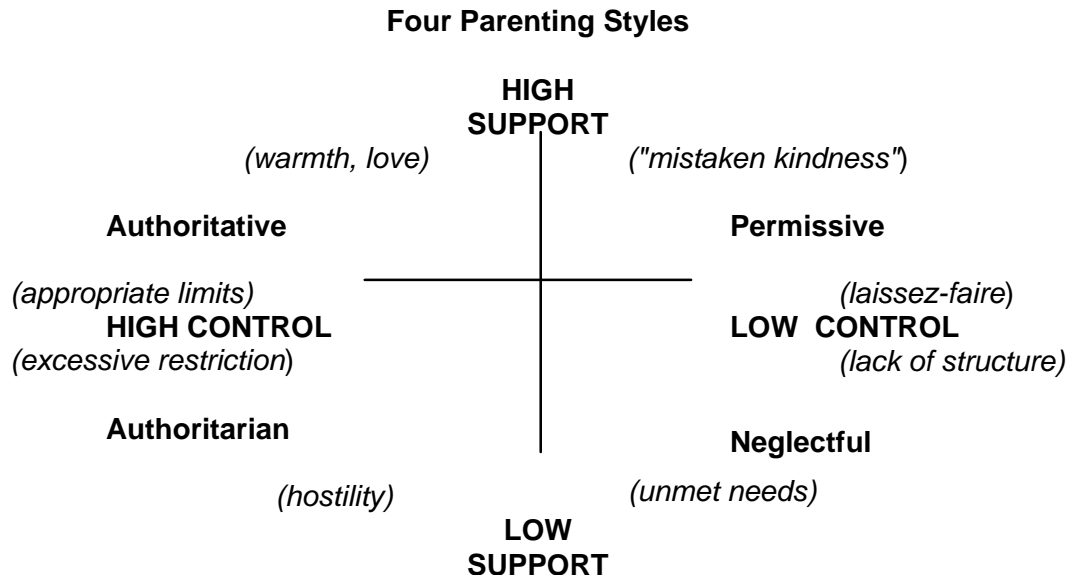 Four Parenting Styles
HIGH
SUPPORT
(warmth, love)
("mistaken kindness")
Authoritative
Permissive
(appropriate limits)
(laissez-faire)
HIGH CONTROL
LOW CONTROL
(excessive restriction)
(lack of structure)
Authoritarian
Neglectful
(hostility)
(unmet needs)
LOW
SUPPORT